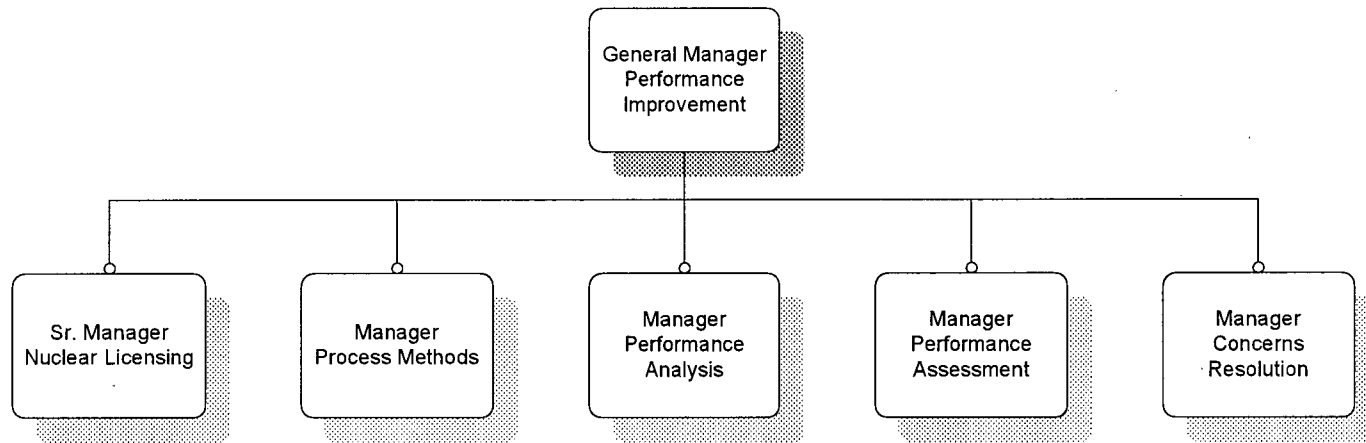 General Manager
Performance
Improvement
Sr. Manager
Nuclear Licensing
Manager
Process Methods
Manager
Performance
Analysis
Manager
Performance
Assessment
Manager
Concerns
Resolution